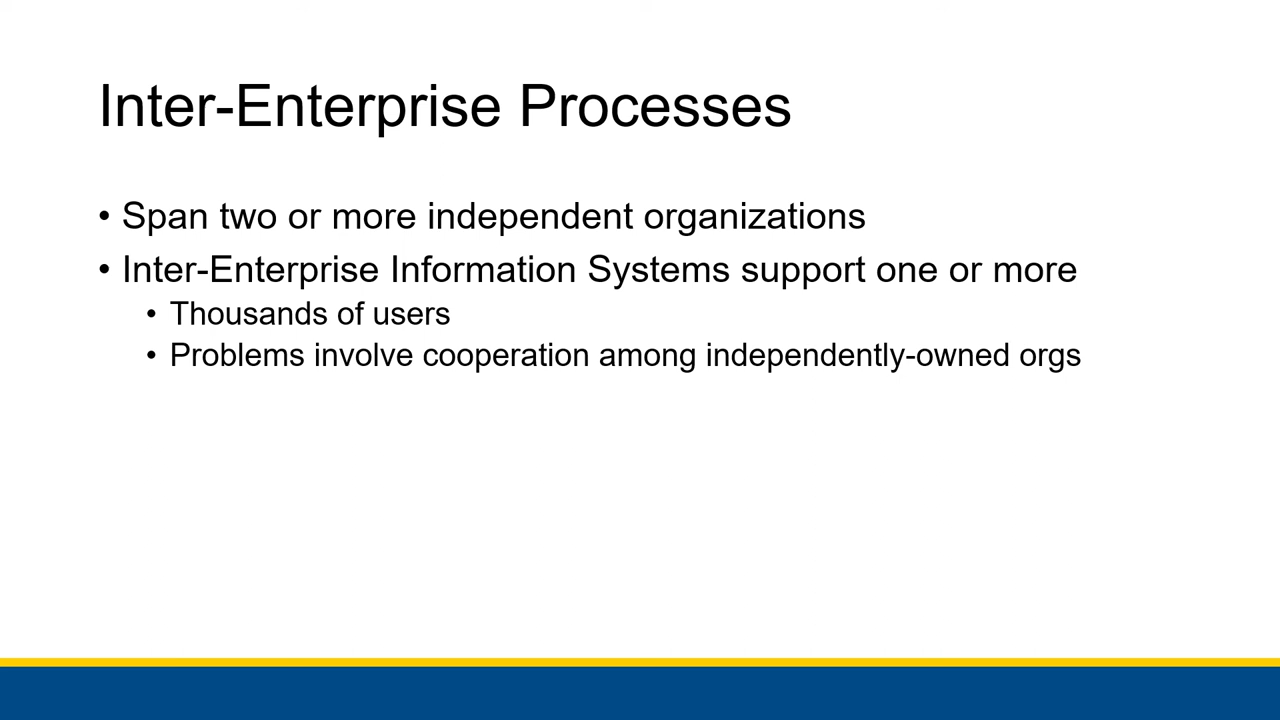 Inter-Enterprise Processes
• Span two or more independent organizations
• Inter-Enterprise Information Systems support one or more
• Thousands of users
• Problems involve cooperation among independently-owned orgs